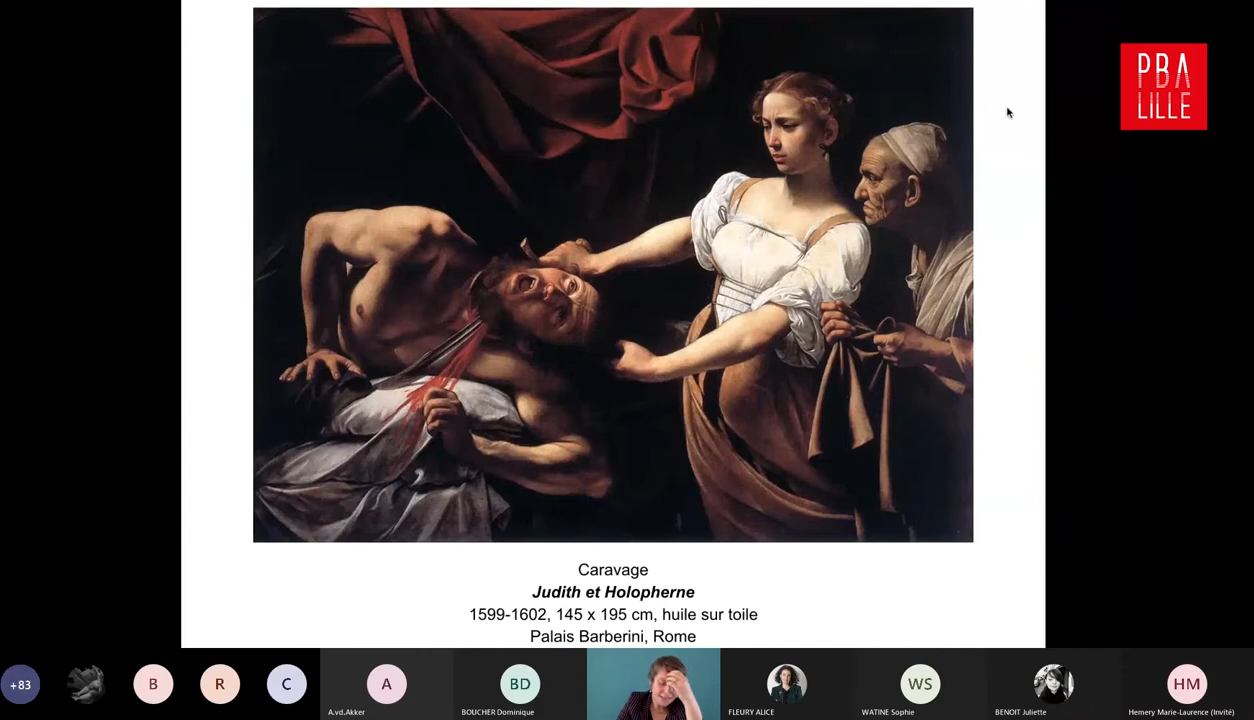 PBA
LILLE
Caravage
Judith et Holopherne
1599-1602, 145 x 195 cm, huile sur toile
Palais Barberini, Rome
+83
B
R
C
A
BD
WS
HM
A.vd.Akker
BOUCHER Dominique
FLEURY ALICE
WATINE Sophie
BENOIT Juliette
Hemery Marie-Laurence (Invité)